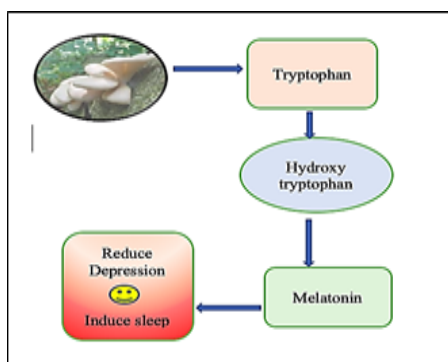 Tryptophan
Hydroxy
tryptophan
Melatonin
Reduce
Depression
Induce sleep